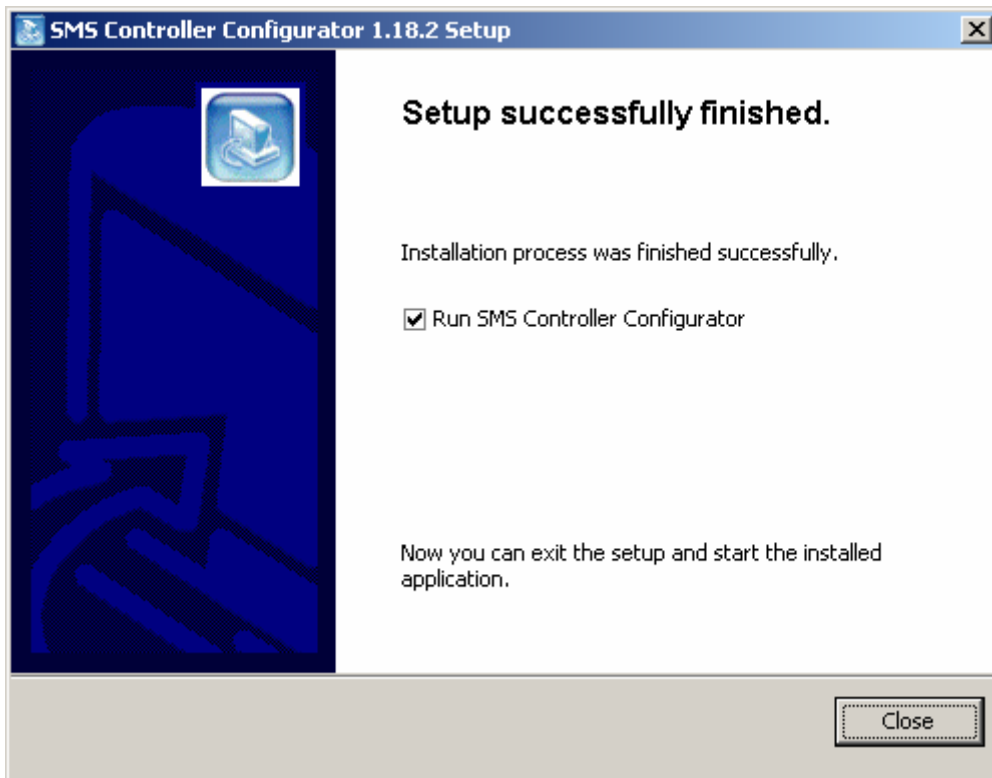 SMS Controller Configurator 1.18.2 Setup
Setup successfully finished.
Installation process was finished successfully.
Run SMS Controller Configurator
Now you can exit the setup and start the installed
application.
Close